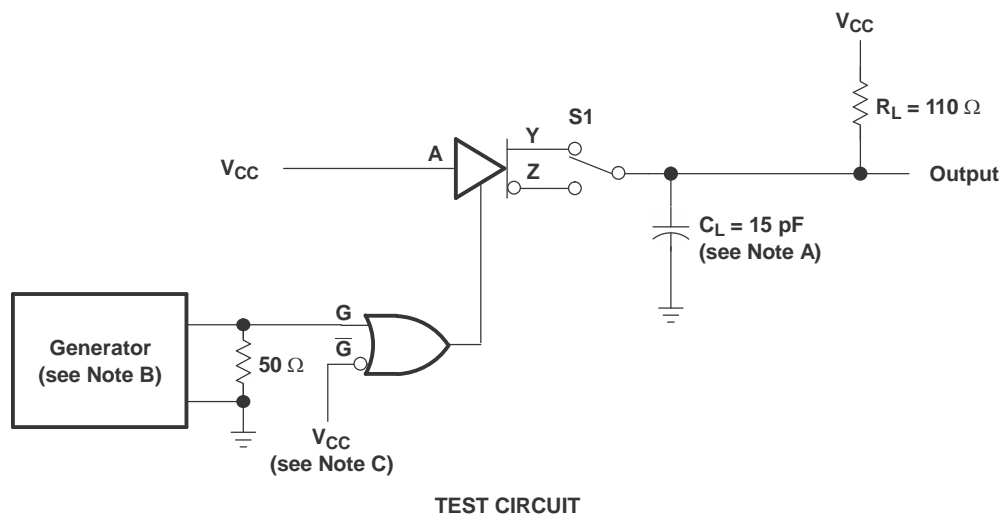 VCC
RL = 110 Ω
S1
Y
A
Z
VCC
Output
CL = 15 pF
(see Note A)
G
G̅
Generator
(see Note B)
50 Ω
VCC
(see Note C)
TEST CIRCUIT